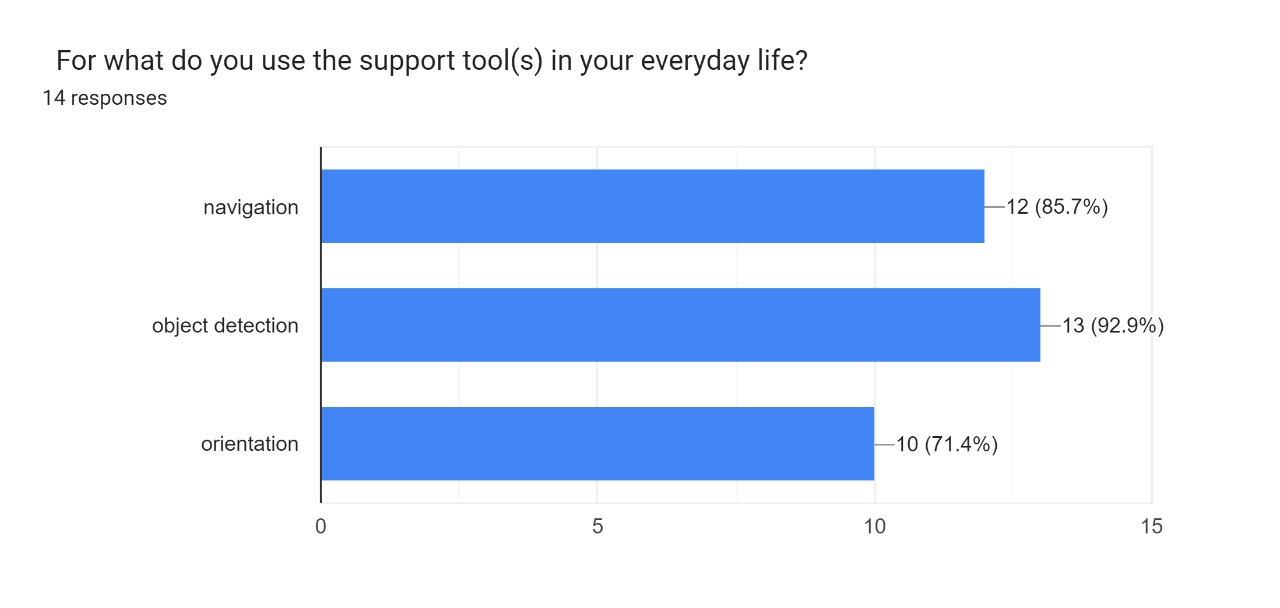 For what do you use the support tool(s) in your everyday life?
14 responses
navigation
12 (85.7%)
object detection
13 (92.9%)
orientation
10 (71.4%)
0 5 10 15